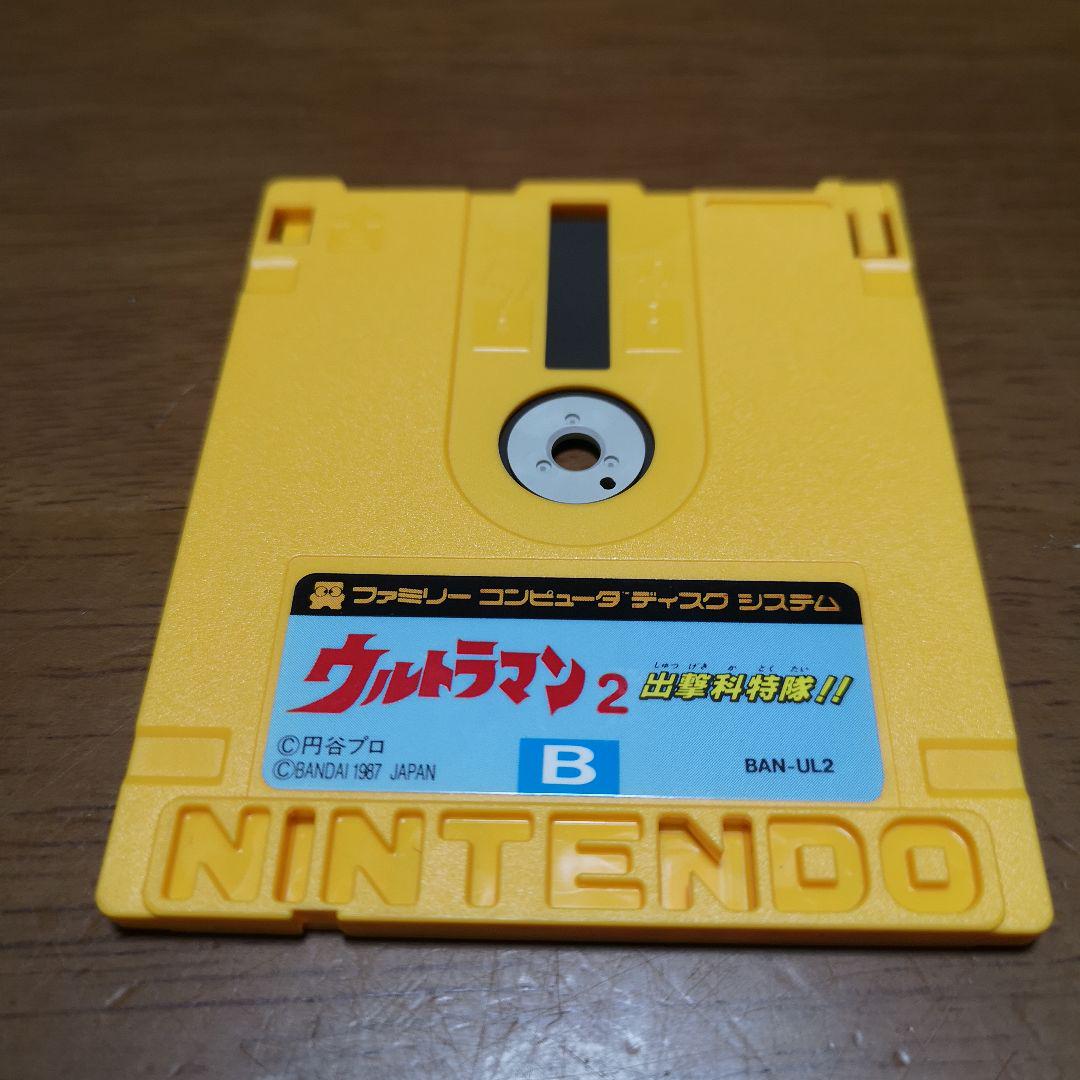 ファミリー コンピュータ™ ディスク システム
ウルトラマン2
しゅつ げき か とく たい
出撃科特隊!!
©円谷プロ
©BANDAI 1987 JAPAN
B
BAN-UL2
NINTENDO